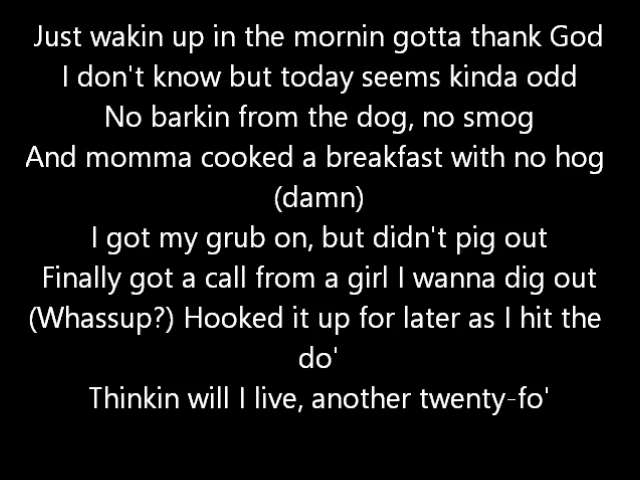 Just wakin up in the mornin gotta thank God
I don't know but today seems kinda odd
No barkin from the dog, no smog
And momma cooked a breakfast with no hog
(damn)
I got my grub on, but didn't pig out
Finally got a call from a girl I wanna dig out
(Whassup?) Hooked it up for later as I hit the
do'
Thinkin will I live, another twenty-fo'